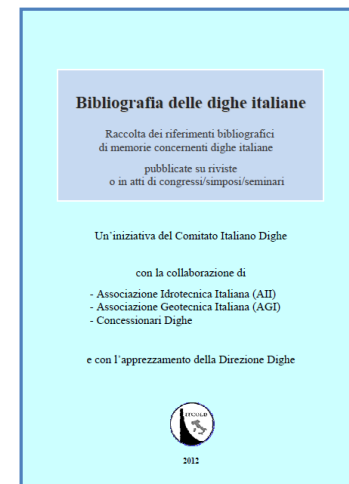 Bibliografia delle dighe italiane
Raccolta dei riferimenti bibliografici
di memorie concernenti dighe italiane
pubblicate su riviste
o in atti di congressi/simposi/seminari
Un'iniziativa del Comitato Italiano Dighe
con la collaborazione di
- Associazione Idrotecnica Italiana (AII)
- Associazione Geotecnica Italiana (AGI)
- Concessionari Dighe
e con l'apprezzamento della Direzione Dighe
ITCOLD
2012